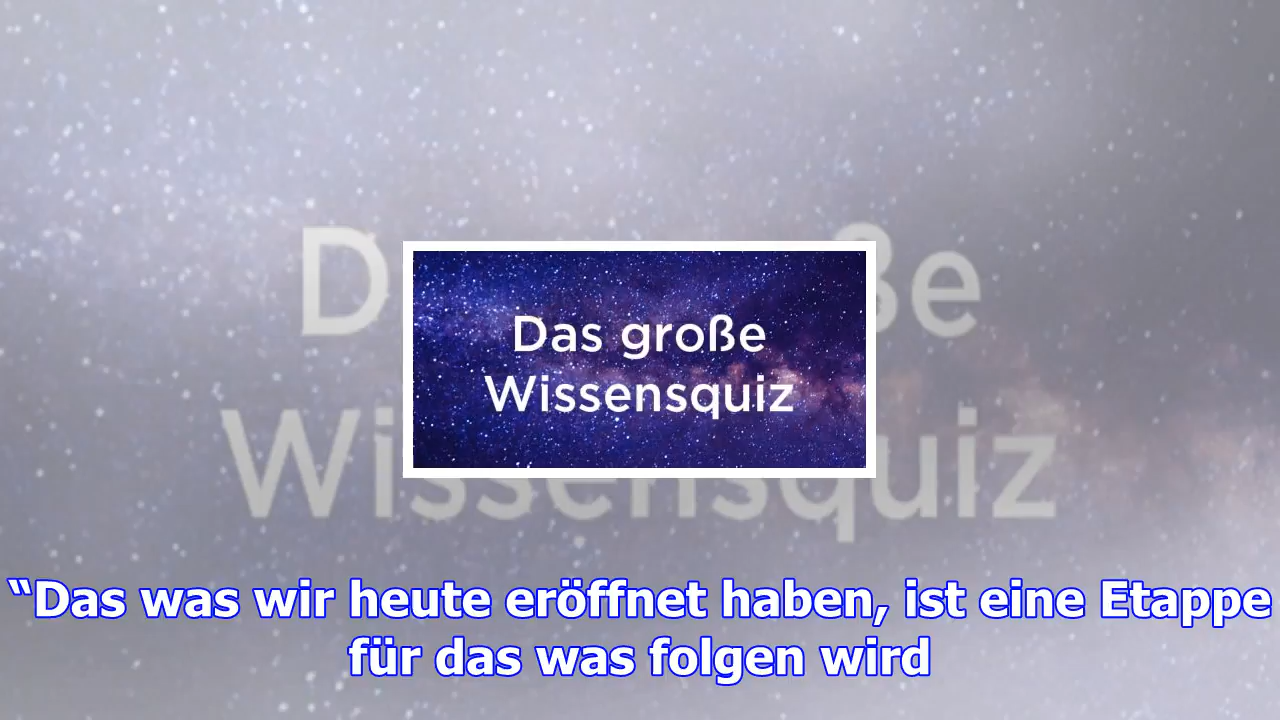 Das große
Wissensquiz
“Das was wir heute eröffnet haben, ist eine Etappe
für das was folgen wird